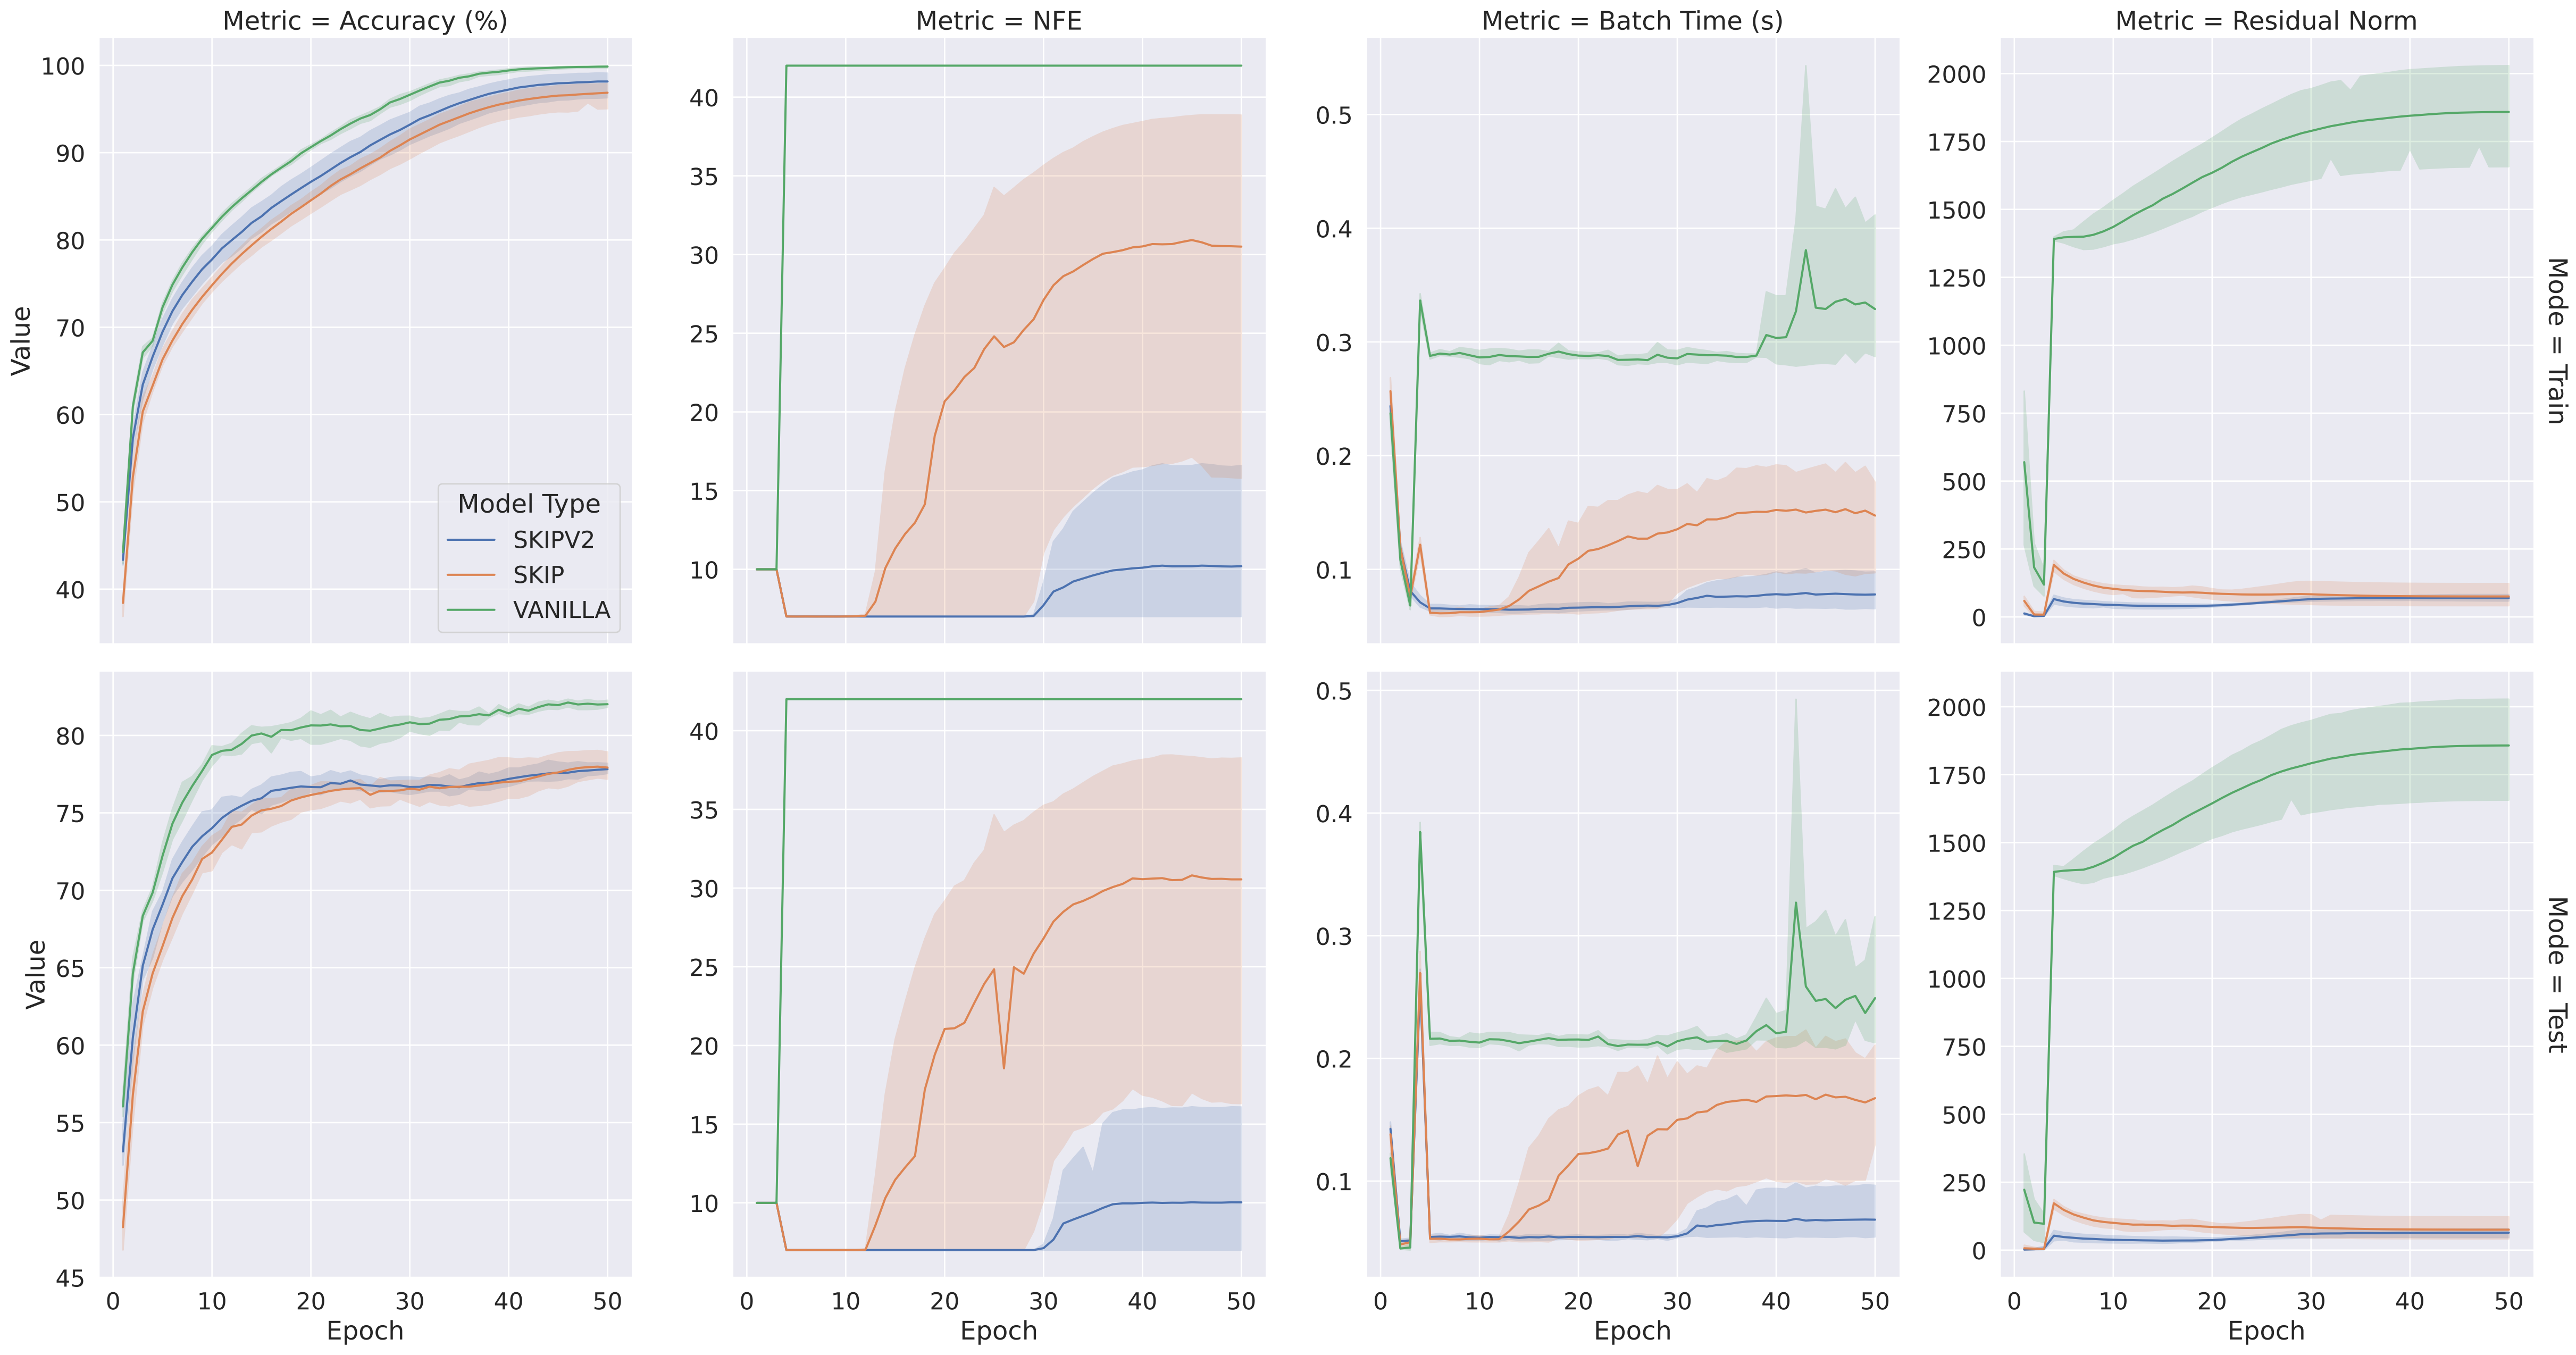 Metric = Accuracy (%)
Metric = NFE
Metric = Batch Time (s)
Metric = Residual Norm
Value
100
90
80
70
60
50
40
Model Type
SKIPV2
SKIP
VANILLA
40
35
30
25
20
15
10
0.5
0.4
0.3
0.2
0.1
2000
1750
1500
1250
1000
750
500
250
0
Mode = Train
Value
80
75
70
65
60
55
50
45
0 10 20 30 40 50
Epoch
40
35
30
25
20
15
10
0 10 20 30 40 50
Epoch
0.5
0.4
0.3
0.2
0.1
0 10 20 30 40 50
Epoch
2000
1750
1500
1250
1000
750
500
250
0
0 10 20 30 40 50
Epoch
Mode = Test